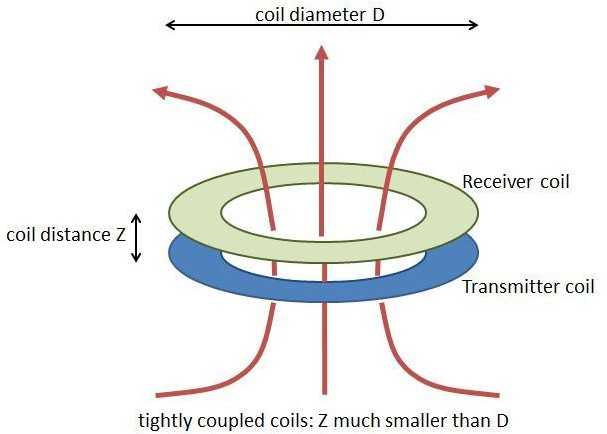 coil diameter D
Receiver coil
coil distance Z
Transmitter coil
tightly coupled coils: Z much smaller than D